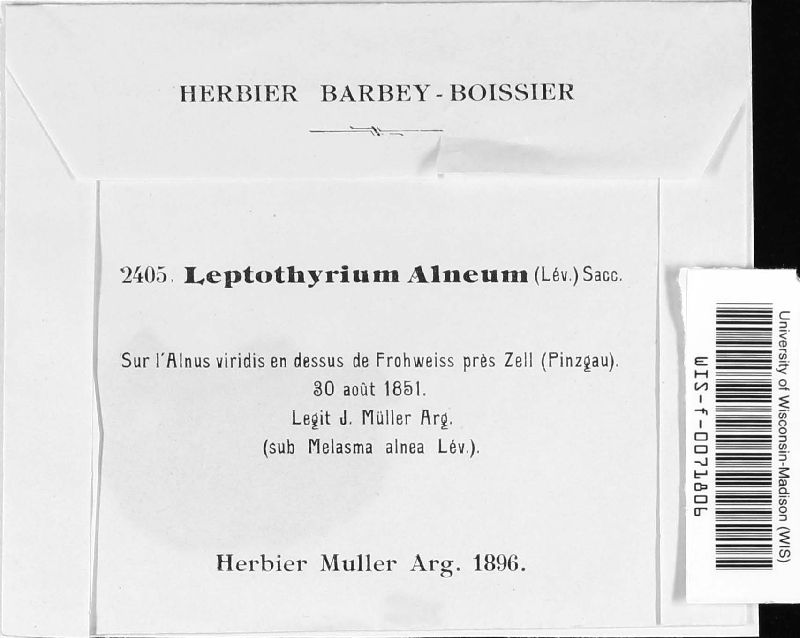 HERBIER BARBEY-BOISSIER
2405. Leptothyrium Alneum (Lév.) Sacc.
Sur l'Alnus viridis en dessus de Frohweiss près Zell (Pinzgau).
30 août 1851.
Legit J. Müller Arg.
(sub Melasma alnea Lév.).
Herbier Muller Arg. 1896.
University of Wisconsin-Madison (WIS)
WIS-f-0071806